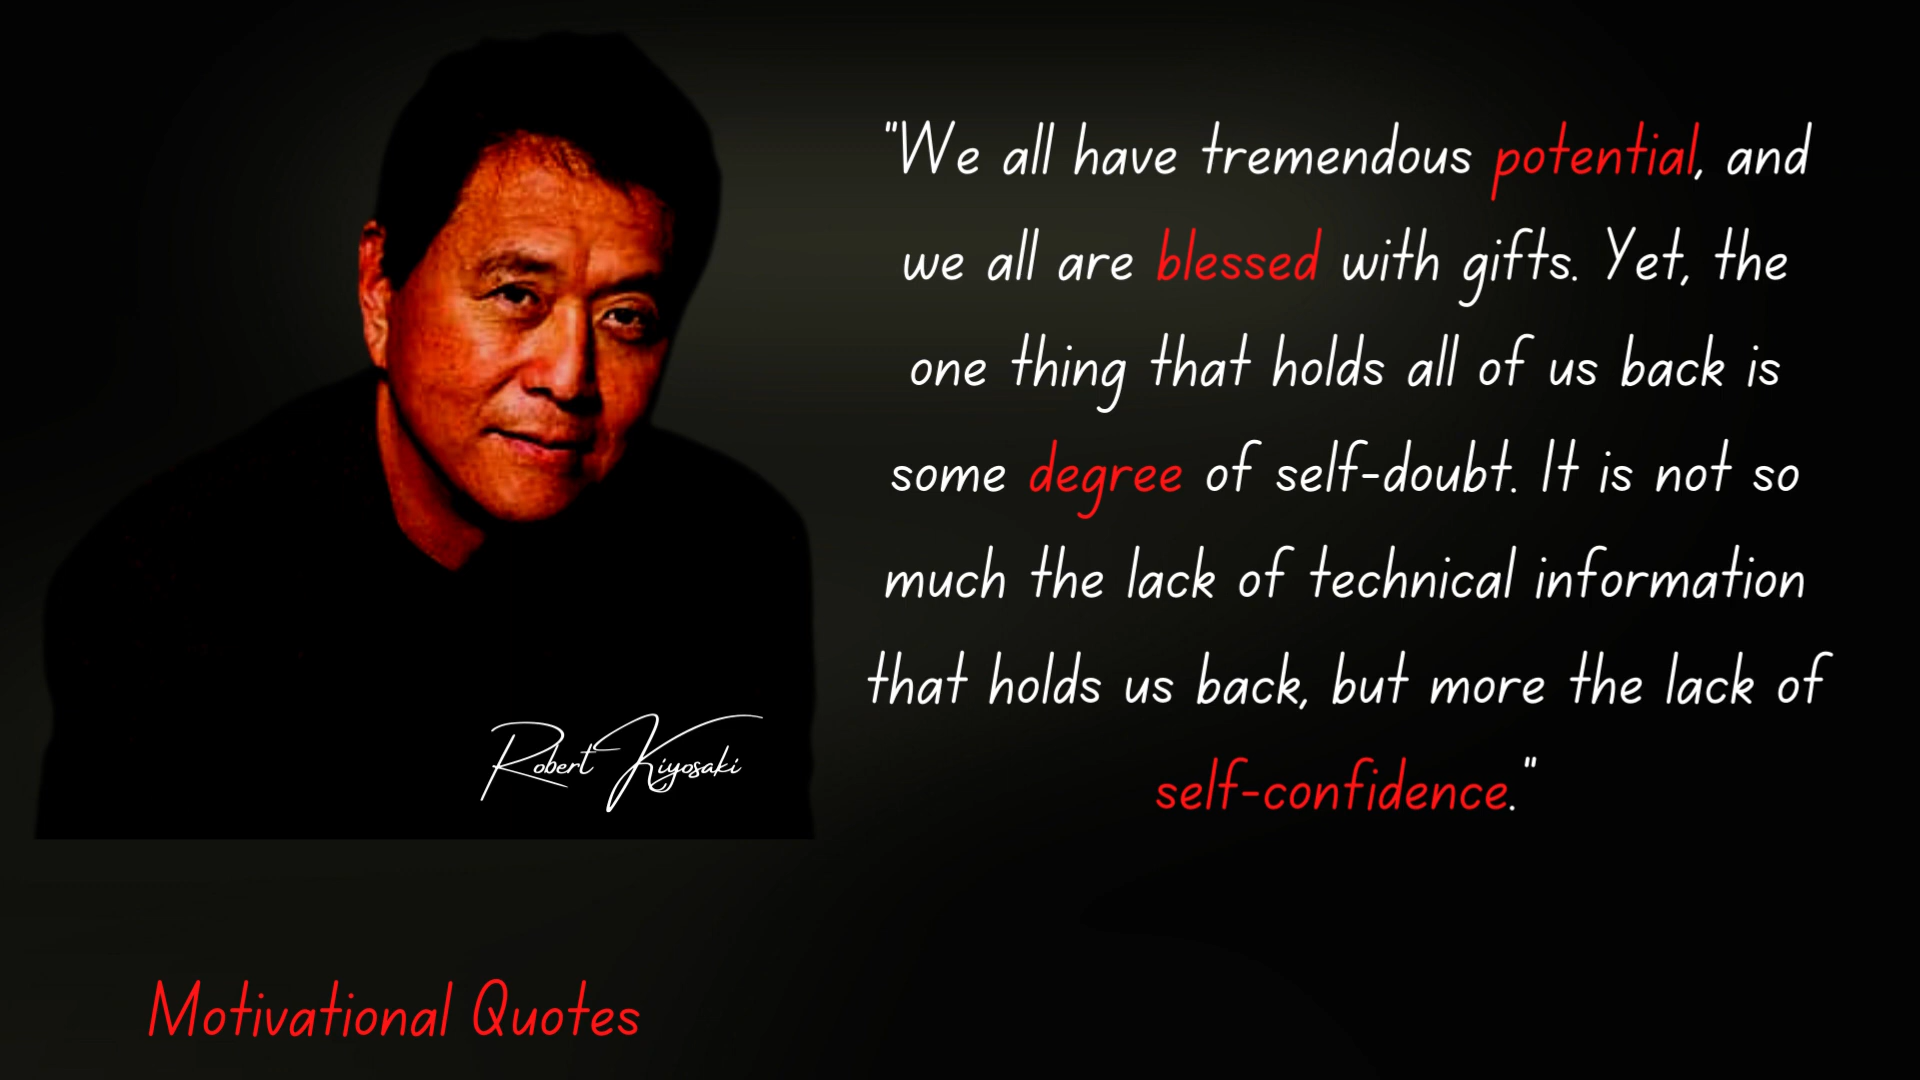 "We all have tremendous potential, and
we all are blessed with gifts. Yet, the
one thing that holds all of us back is
some degree of self-doubt. It is not so
much the lack of technical information
that holds us back, but more the lack of
self-confidence."
Robert Kiyosaki
Motivational Quotes